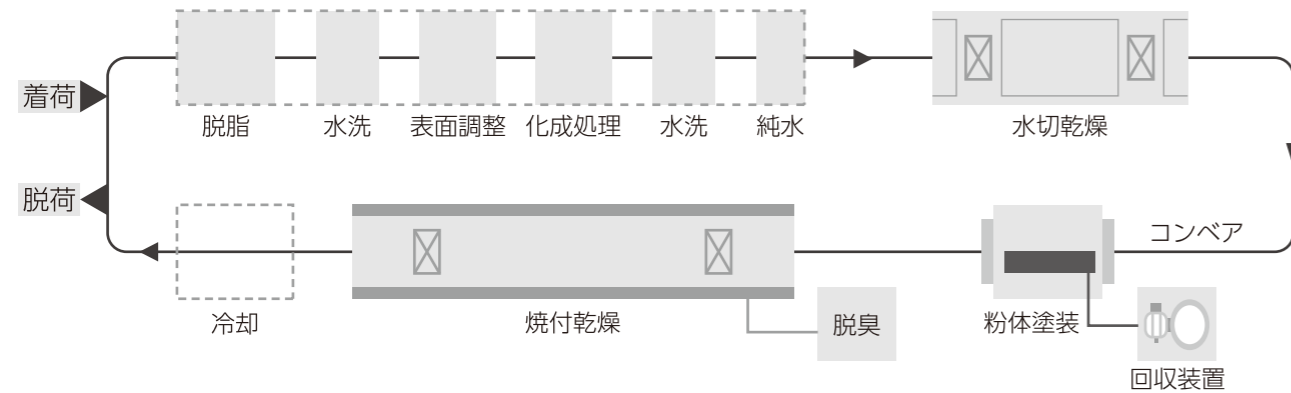 着荷
脱脂
水洗
表面調整
化成処理
水洗
純水
水切乾燥
脱荷
コンベア
冷却
焼付乾燥
脱臭
粉体塗装
回収装置